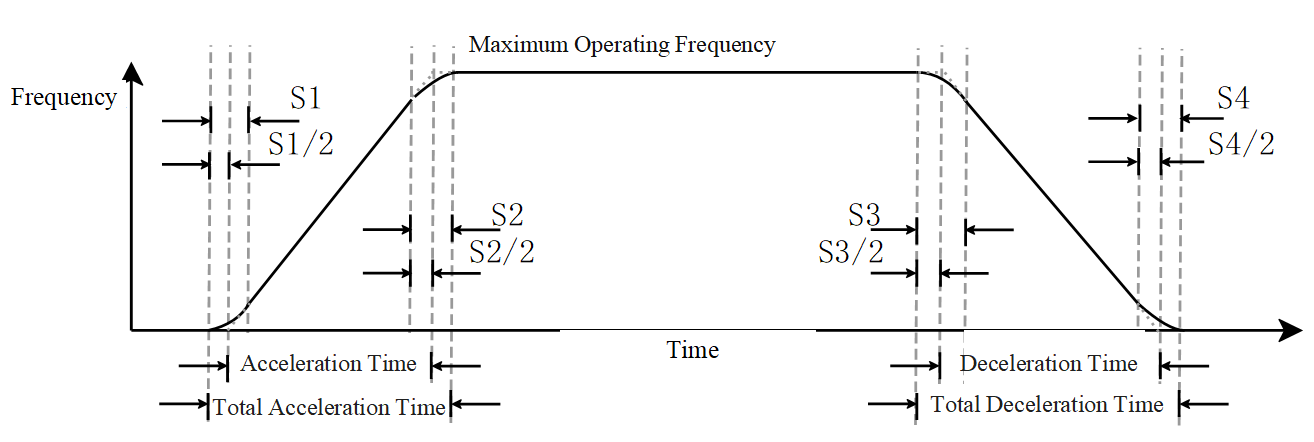 Maximum Operating Frequency
Frequency
S1
S4
S1/2
S4/2
S2
S3
S2/2
S3/2
Time
Acceleration Time
Deceleration Time
Total Acceleration Time
Total Deceleration Time